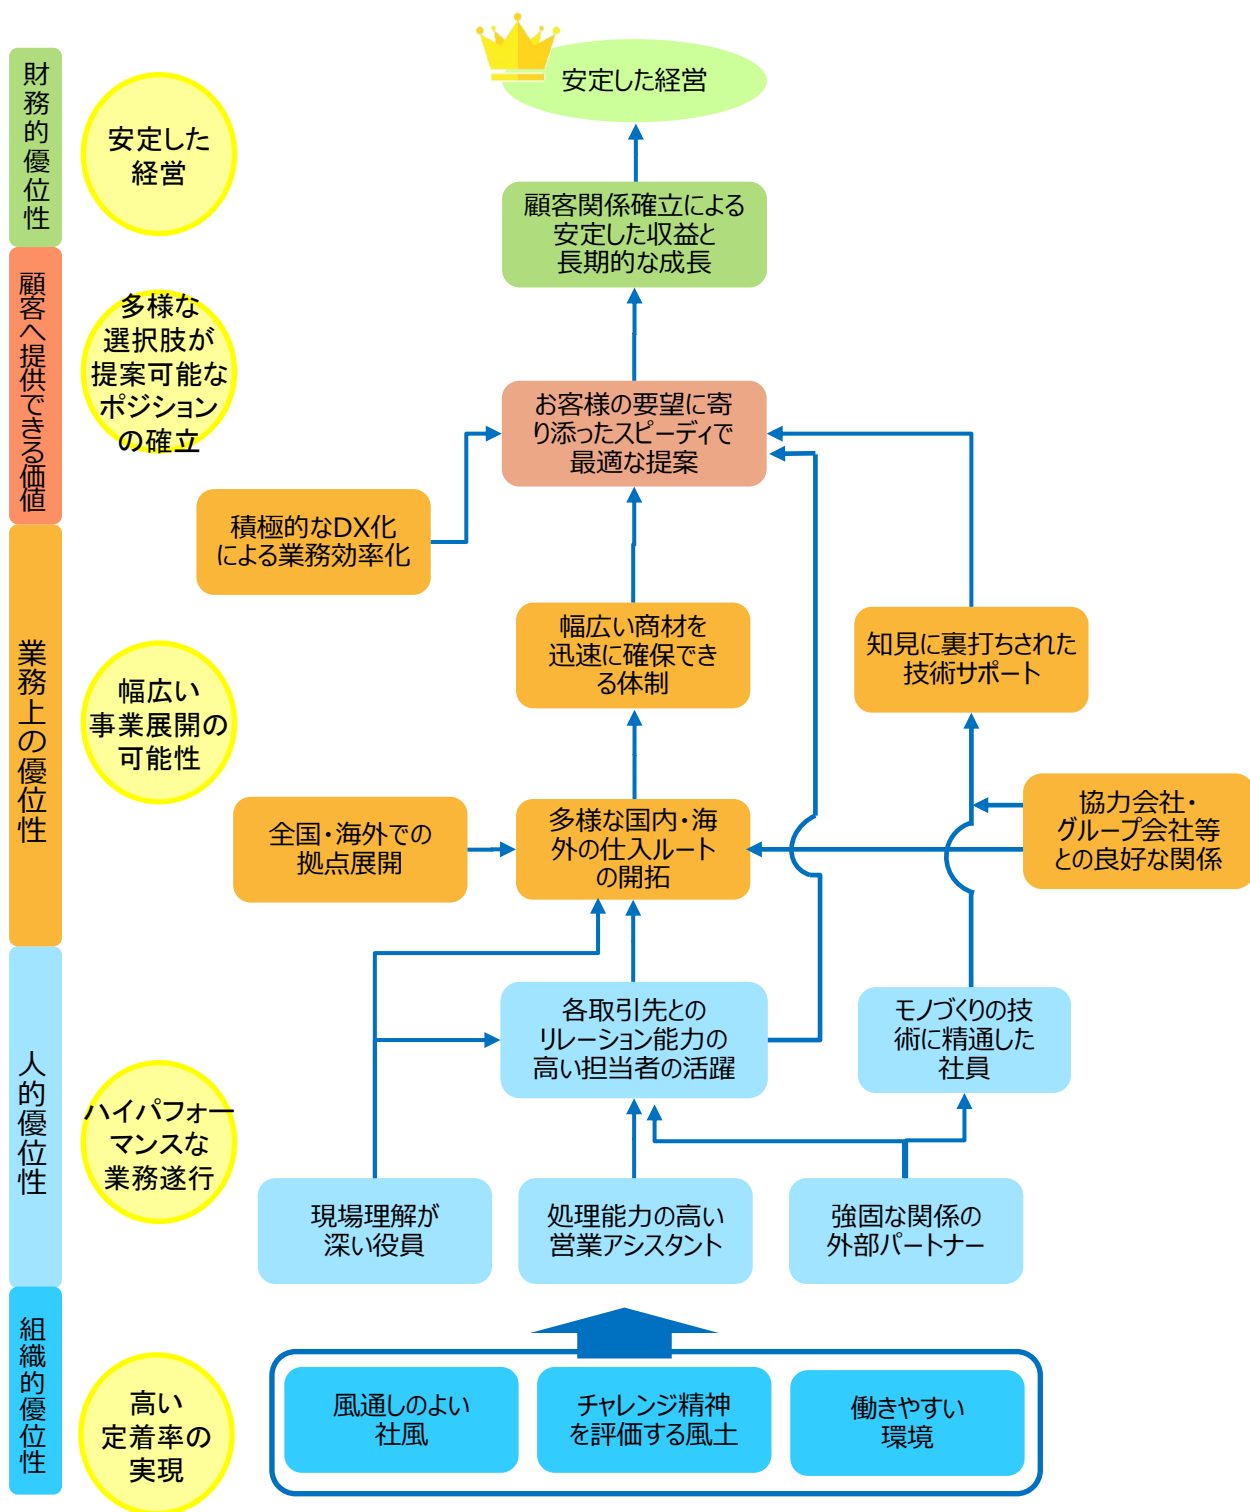 安定した経営
財務的優位性
安定した
経営
顧客関係確立による
安定した収益と
長期的な成長
顧客へ提供できる価値
多様な
選択肢が
提案可能な
ポジション
の確立
お客様の要望に寄
り添ったスピーディで
最適な提案
積極的なDX化
による業務効率化
業務上の優位性
幅広い
事業展開の
可能性
幅広い商材を
迅速に確保でき
る体制
知見に裏打ちされた
技術サポート
全国・海外での
拠点展開
多様な国内・海
外の仕入ルート
の開拓
協力会社・
グループ会社等
との良好な関係
人的優位性
ハイパフォー
マンスな
業務遂行
各取引先との
リレーション能力の
高い担当者の活躍
モノづくりの技
術に精通した
社員
現場理解が
深い役員
処理能力の高い
営業アシスタント
強固な関係の
外部パートナー
組織的優位性
高い
定着率の
実現
風通しのよい
社風
チャレンジ精神
を評価する風土
働きやすい
環境